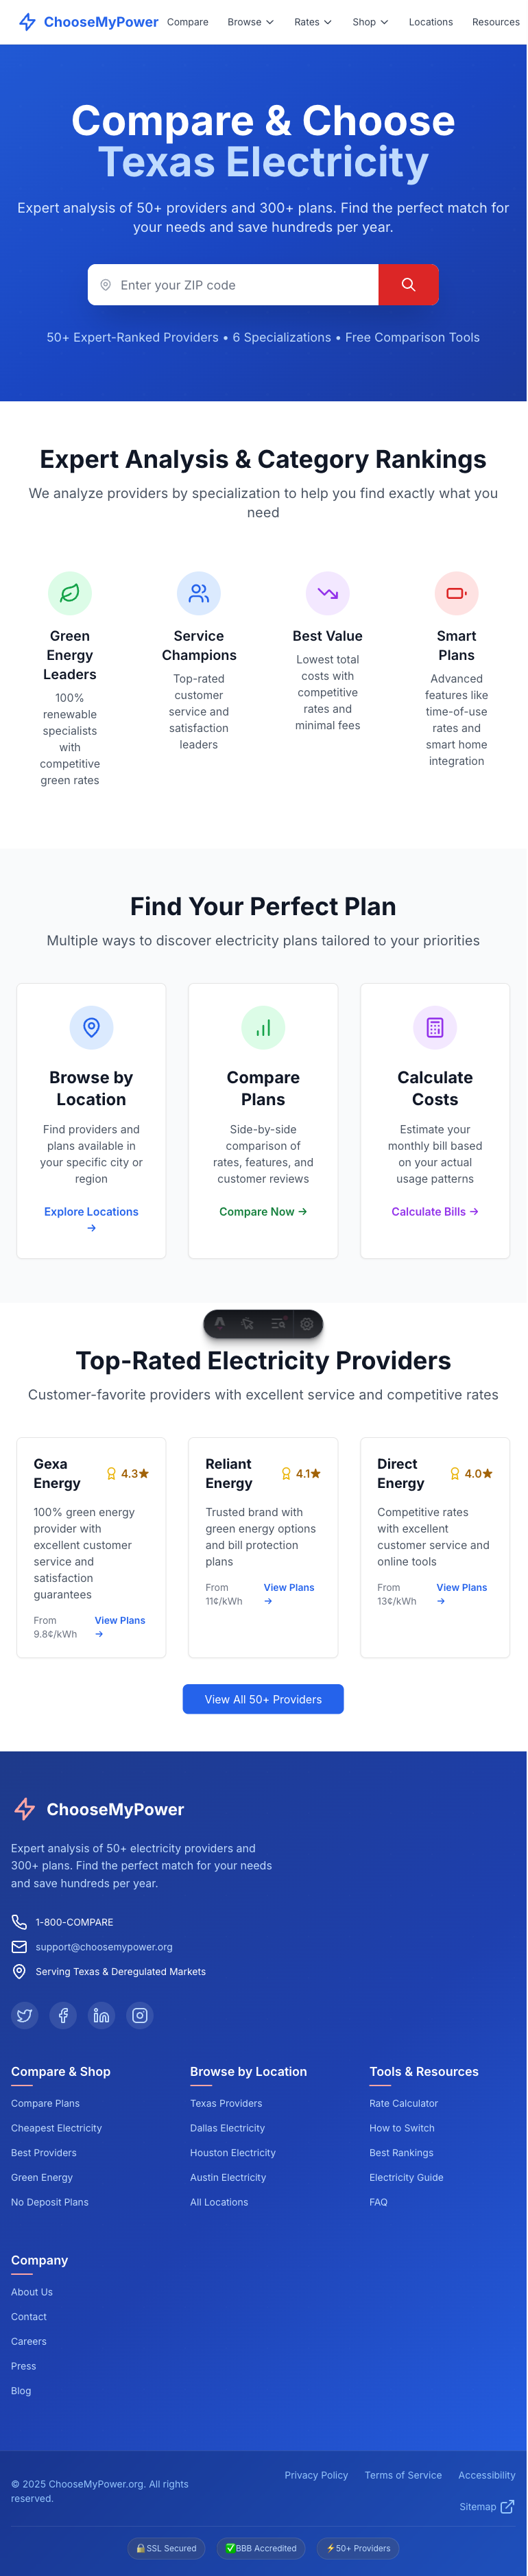 ChooseMyPower
Compare
Browse
Rates
Shop
Locations
Resources
Compare & Choose
Texas Electricity
Expert analysis of 50+ providers and 300+ plans. Find the perfect match for
your needs and save hundreds per year.
Enter your ZIP code
50+ Expert-Ranked Providers • 6 Specializations • Free Comparison Tools
Expert Analysis & Category Rankings
We analyze providers by specialization to help you find exactly what you
need
Green
Energy
Leaders
100%
renewable
specialists
with
competitive
green rates
Service
Champions
Top-rated
customer
service and
satisfaction
leaders
Best Value
Lowest total
costs with
competitive
rates and
minimal fees
Smart
Plans
Advanced
features like
time-of-use
rates and
smart home
integration
Find Your Perfect Plan
Multiple ways to discover electricity plans tailored to your priorities
Browse by
Location
Find providers and
plans available in
your specific city or
region
Explore Locations
→
Compare
Plans
Side-by-side
comparison of
rates, features, and
customer reviews
Compare Now →
Calculate
Costs
Estimate your
monthly bill based
on your actual
usage patterns
Calculate Bills →
Top-Rated Electricity Providers
Customer-favorite providers with excellent service and competitive rates
Gexa
Energy
4.3★
100% green energy
provider with
excellent customer
service and
satisfaction
guarantees
From
9.8¢/kWh
View Plans
→
Reliant
Energy
4.1★
Trusted brand with
green energy options
and bill protection
plans
From
11¢/kWh
View Plans
→
Direct
Energy
4.0★
Competitive rates
with excellent
customer service and
online tools
From
13¢/kWh
View Plans
→
View All 50+ Providers
ChooseMyPower
Expert analysis of 50+ electricity providers and
300+ plans. Find the perfect match for your needs
and save hundreds per year.
1-800-COMPARE
support@choosemypower.org
Serving Texas & Deregulated Markets
Compare & Shop
Compare Plans
Cheapest Electricity
Best Providers
Green Energy
No Deposit Plans
Browse by Location
Texas Providers
Dallas Electricity
Houston Electricity
Austin Electricity
All Locations
Tools & Resources
Rate Calculator
How to Switch
Best Rankings
Electricity Guide
FAQ
Company
About Us
Contact
Careers
Press
Blog
© 2025 ChooseMyPower.org. All rights
reserved.
Privacy Policy
Terms of Service
Accessibility
Sitemap
🔒SSL Secured
✅BBB Accredited
⚡50+ Providers